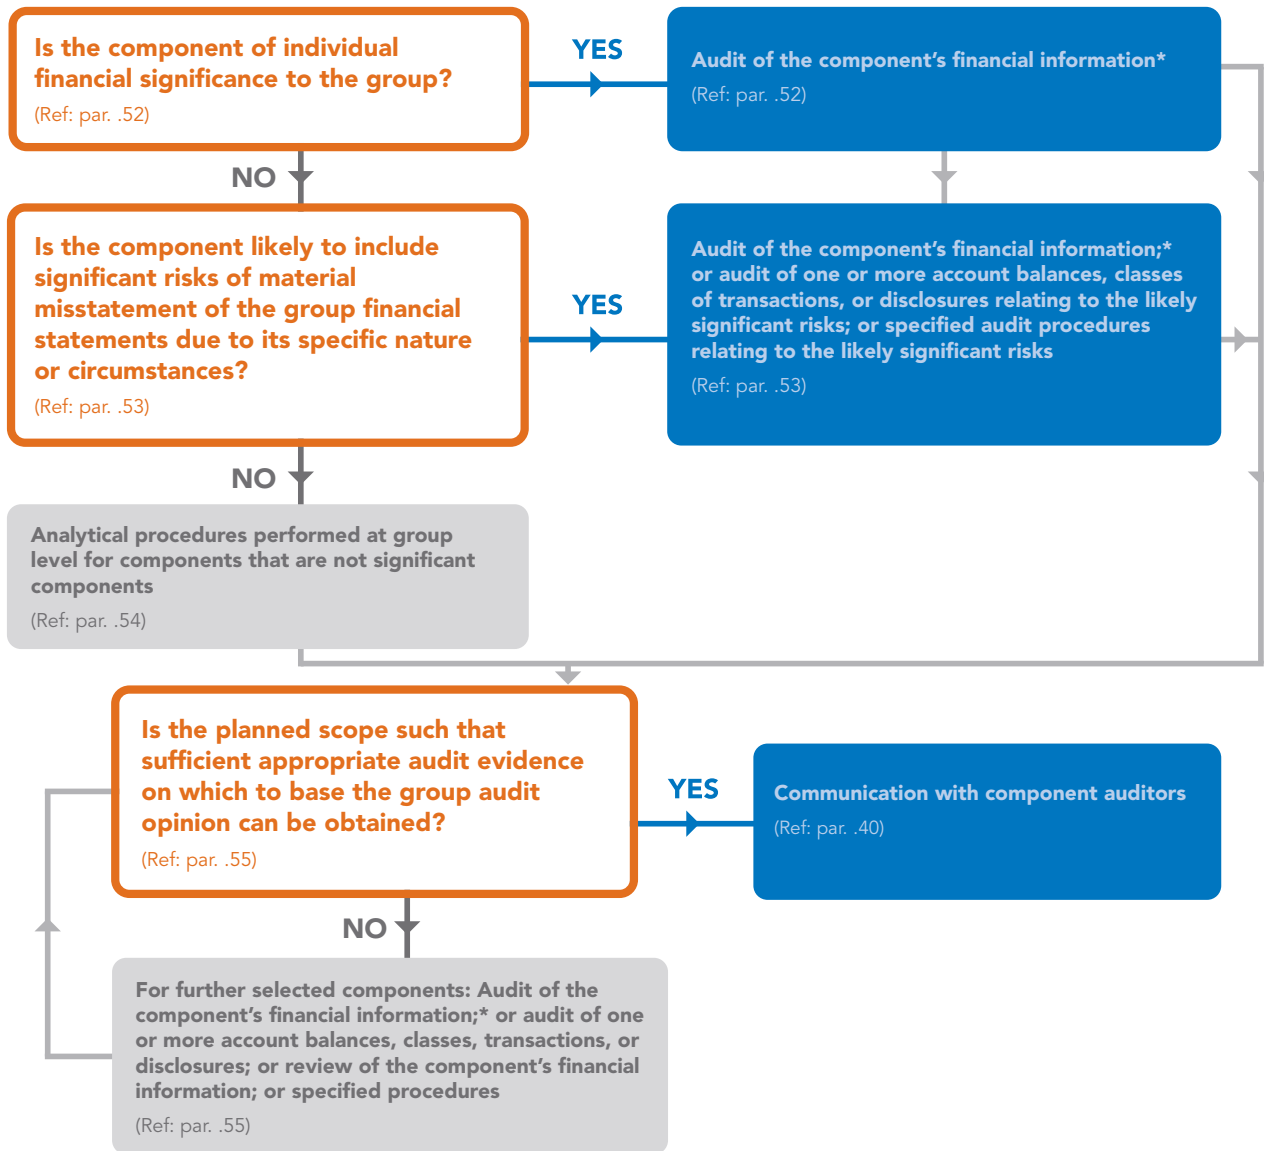 Is the component of individual
financial significance to the group?
(Ref: par. .52)
YES
Audit of the component’s financial information*
(Ref: par. .52)
NO
Is the component likely to include
significant risks of material
misstatement of the group financial
statements due to its specific nature
or circumstances?
(Ref: par. .53)
YES
Audit of the component’s financial information;*
or audit of one or more account balances, classes
of transactions, or disclosures relating to the likely
significant risks; or specified audit procedures
relating to the likely significant risks
(Ref: par. .53)
NO
Analytical procedures performed at group
level for components that are not significant
components
(Ref: par. .54)
Is the planned scope such that
sufficient appropriate audit evidence
on which to base the group audit
opinion can be obtained?
(Ref: par. .55)
YES
Communication with component auditors
(Ref: par. .40)
NO
For further selected components: Audit of the
component’s financial information;* or audit of one
or more account balances, classes, transactions, or
disclosures; or review of the component’s financial
information; or specified procedures
(Ref: par. .55)